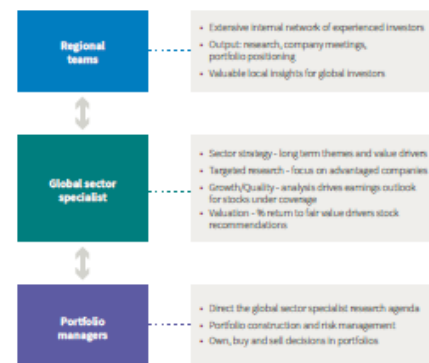 Regional
teams
• Extensive internal network of experienced investors
• Output: research, company meetings,
portfolio positioning
• Valuable local insights for global investors
Global sector
specialist
• Sector strategy - long term themes and value drivers
• Targeted research - focus on advantaged companies
• Growth/Quality - analysis drives earnings outlook
for stocks under coverage
• Valuation - % return to fair value drivers stock
recommendations
Portfolio
managers
• Direct the global sector specialist research agenda
• Portfolio construction and risk management
• Own, buy and sell decisions in portfolios